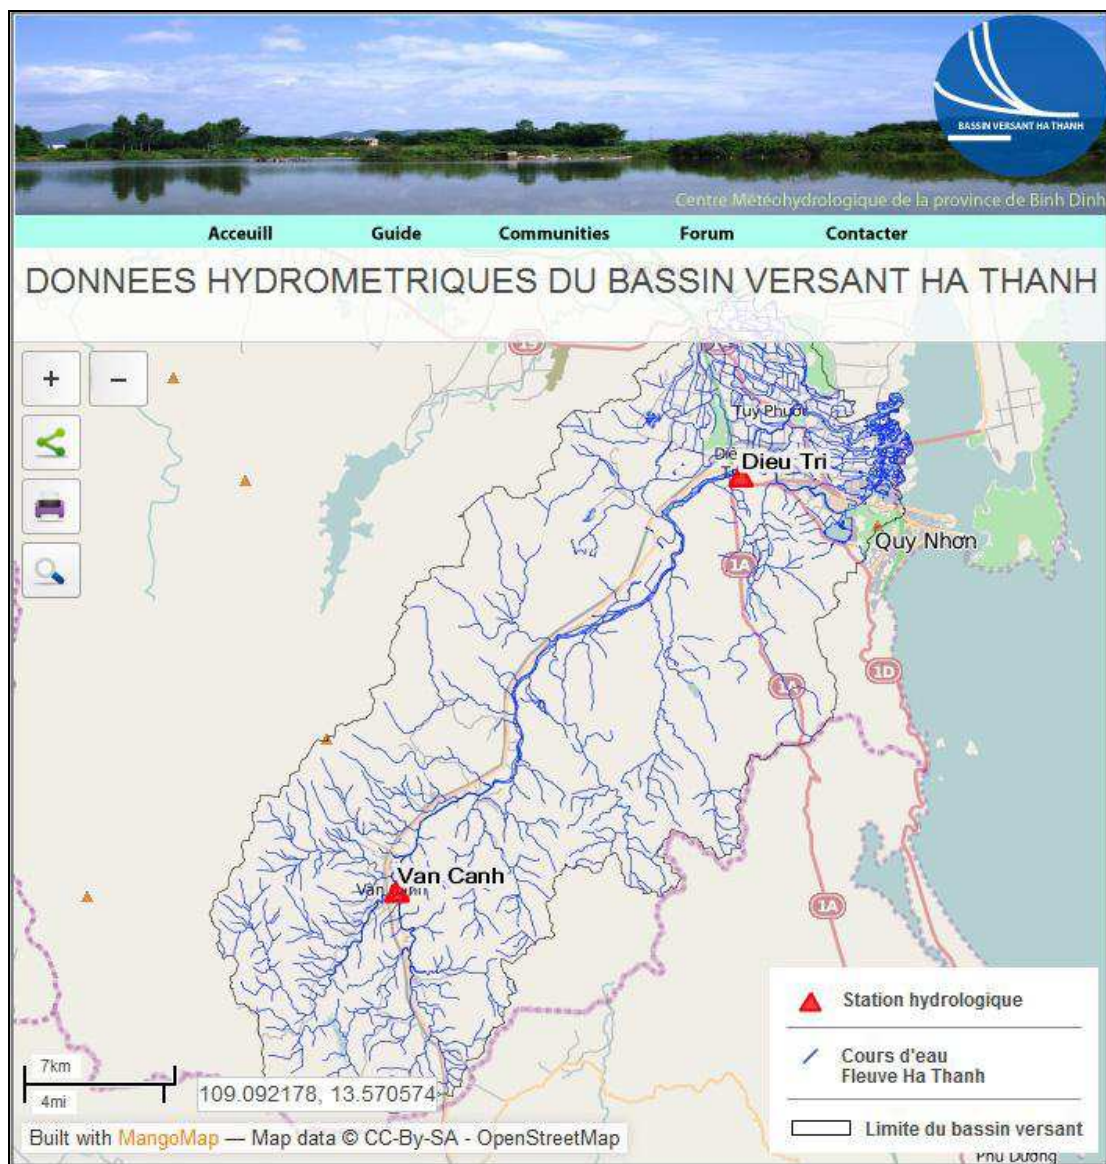 BASSIN VERSANT HA THANH
Centre Météohydrologique de la province de Binh Dinh
Acceuill Guide Communities Forum Contacter
DONNEES HYDROMETRIQUES DU BASSIN VERSANT HA THANH
+ −
19
Tuy Phước
Dieu Tri
1A
Quy Nhơn
1D
1A
Van Canh
1A
Station hydrologique
Cours d'eau
Fleuve Ha Thanh
7km
4mi
109.092178, 13.570574
Limite du bassin versant
Built with MangoMap — Map data © CC-By-SA - OpenStreetMap
Phú Dương